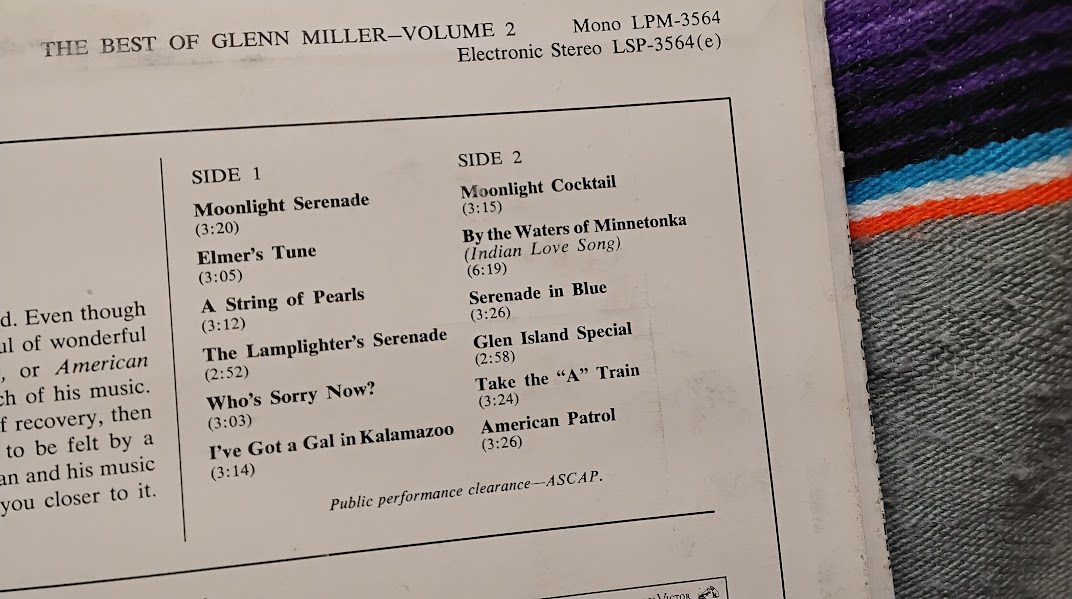 THE BEST OF GLENN MILLER—VOLUME 2
Mono LPM-3564
Electronic Stereo LSP-3564(e)
d. Even though
ul of wonderful
, or American
ch of his music.
f recovery, then
to be felt by a
an and his music
you closer to it.
SIDE 1
Moonlight Serenade
(3:20)
Elmer's Tune
(3:05)
A String of Pearls
(3:12)
The Lamplighter's Serenade
(2:52)
Who's Sorry Now?
(3:03)
I've Got a Gal in Kalamazoo
(3:14)
SIDE 2
Moonlight Cocktail
(3:15)
By the Waters of Minnetonka
(Indian Love Song)
(6:19)
Serenade in Blue
(3:26)
Glen Island Special
(2:58)
Take the "A" Train
(3:24)
American Patrol
(3:26)
Public performance clearance—ASCAP.
Victor